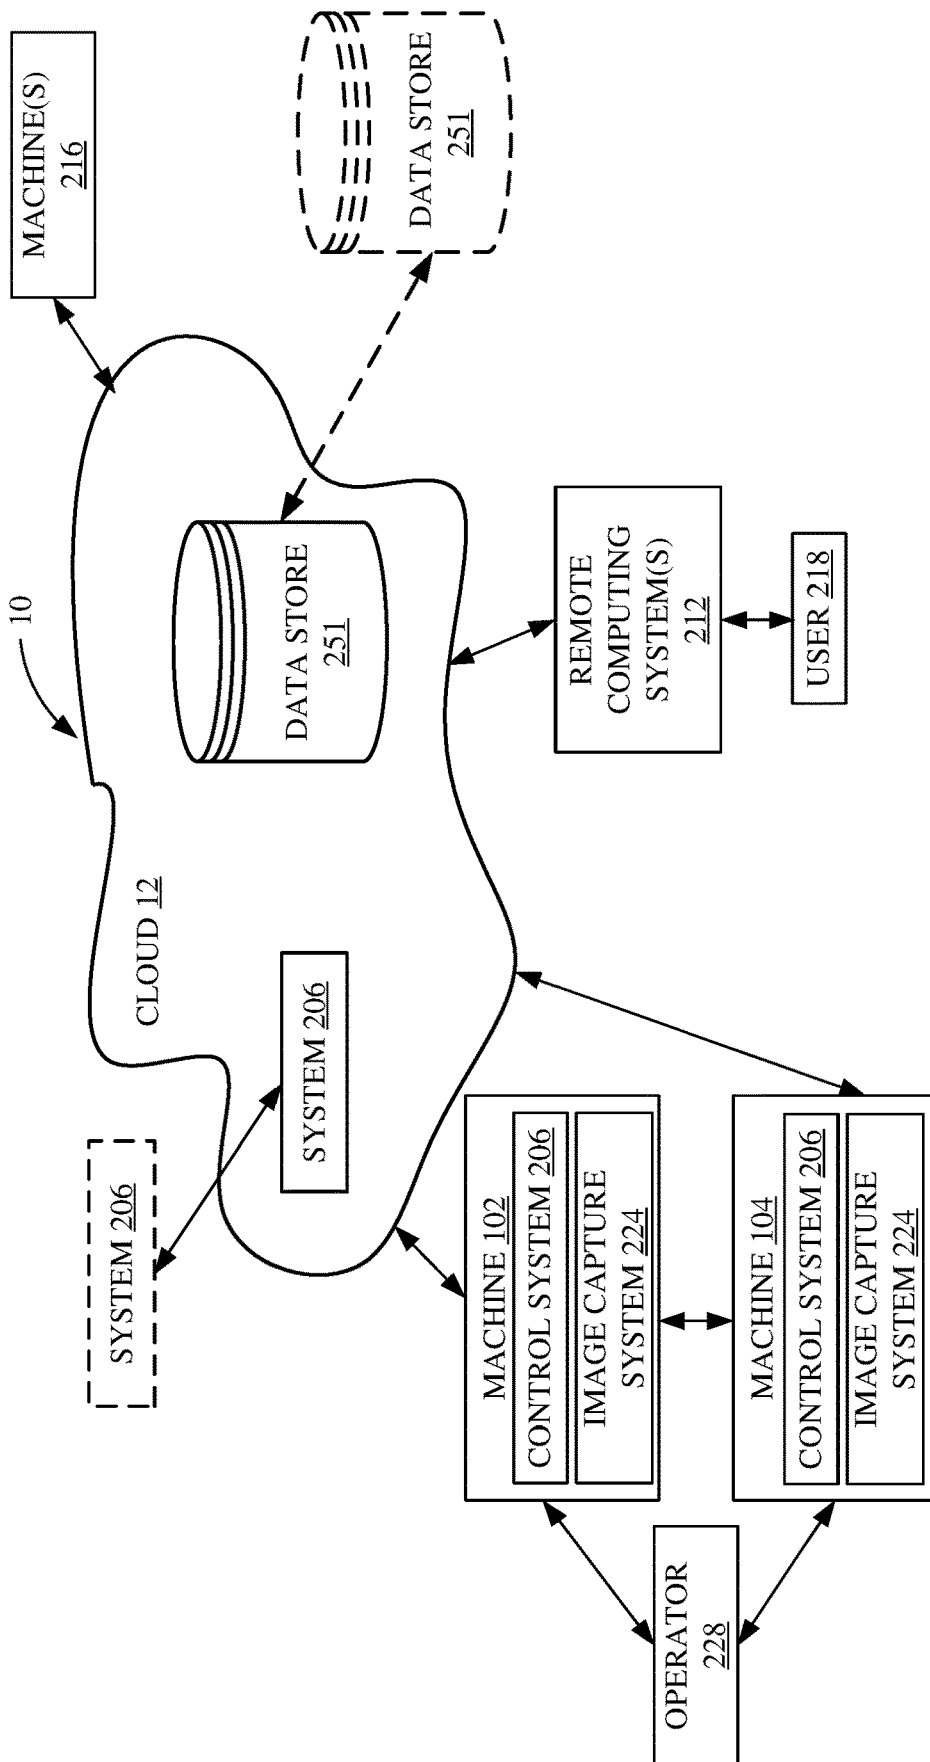 SYSTEM 206
10
MACHINE(S)
216
CLOUD 12
SYSTEM 206
DATA STORE
251
DATA STORE
251
MACHINE 102
CONTROL SYSTEM 206
IMAGE CAPTURE
SYSTEM 224
REMOTE
COMPUTING
SYSTEM(S)
212
USER 218
OPERATOR
228
MACHINE 104
CONTROL SYSTEM 206
IMAGE CAPTURE
SYSTEM 224